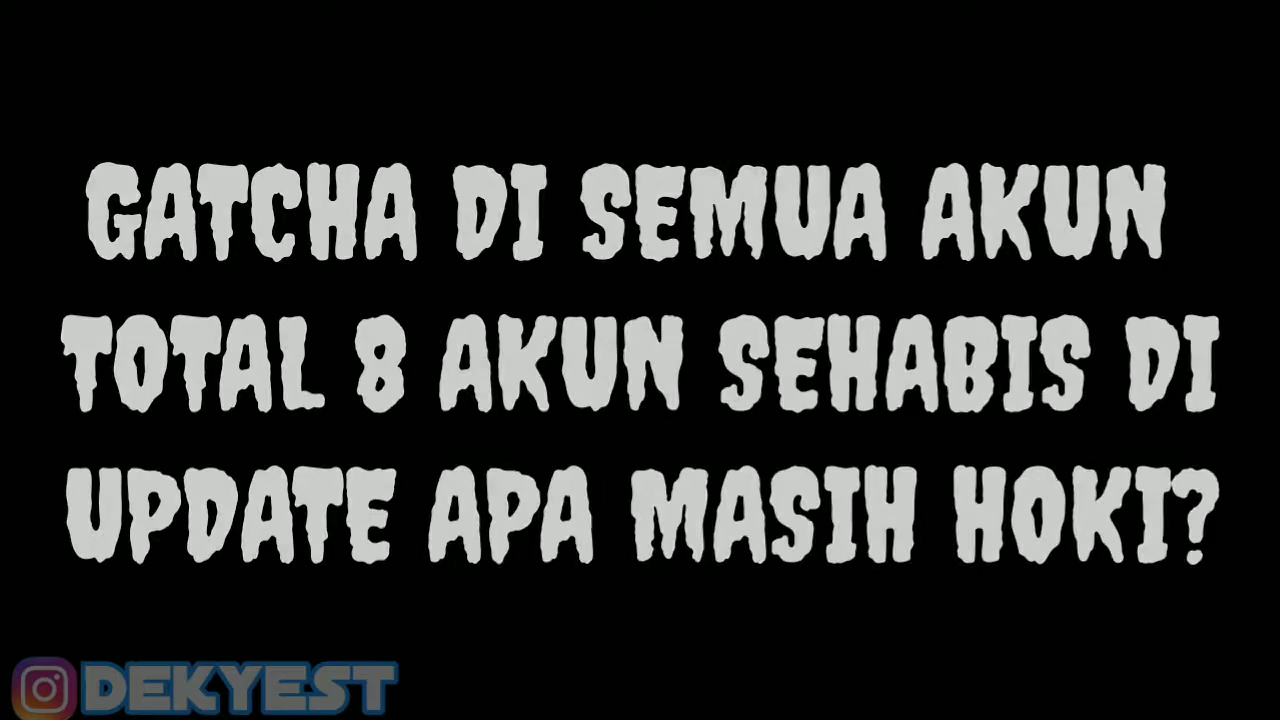 GATCHA DI SEMUA AKUN
TOTAL 8 AKUN SEHABIS DI
UPDATE APA MASIH HOKI?
DEKYEST